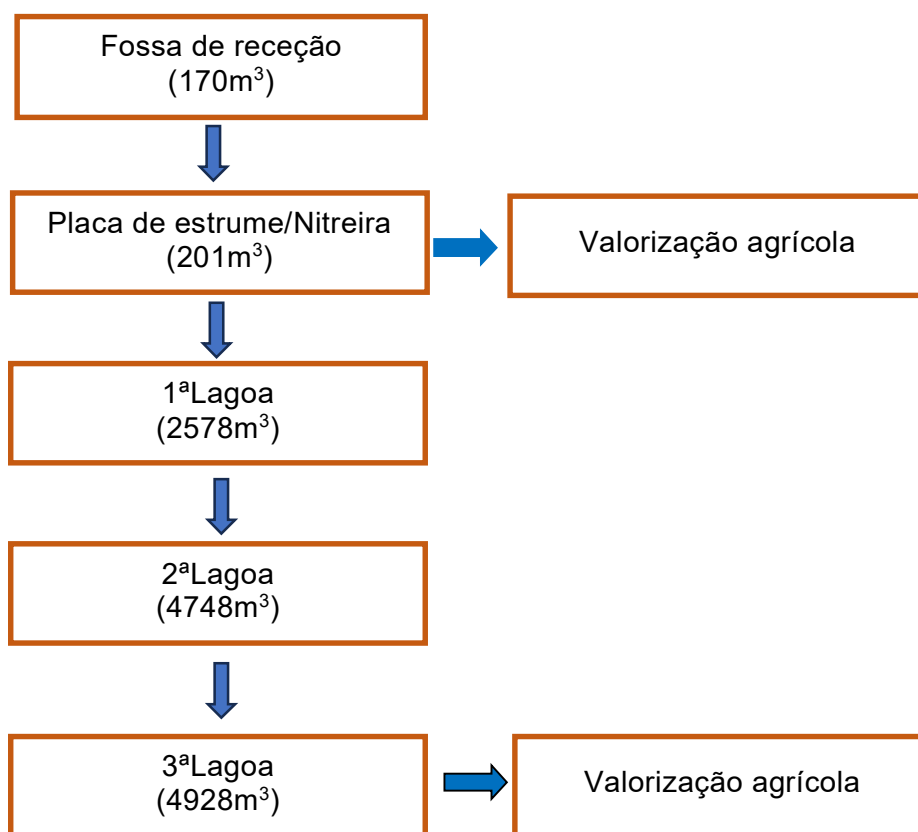 Fossa de receção
(170m³)
Placa de estrume/Nitreira
(201m³)
Valorização agrícola
1ªLagoa
(2578m³)
2ªLagoa
(4748m³)
3ªLagoa
(4928m³)
Valorização agrícola